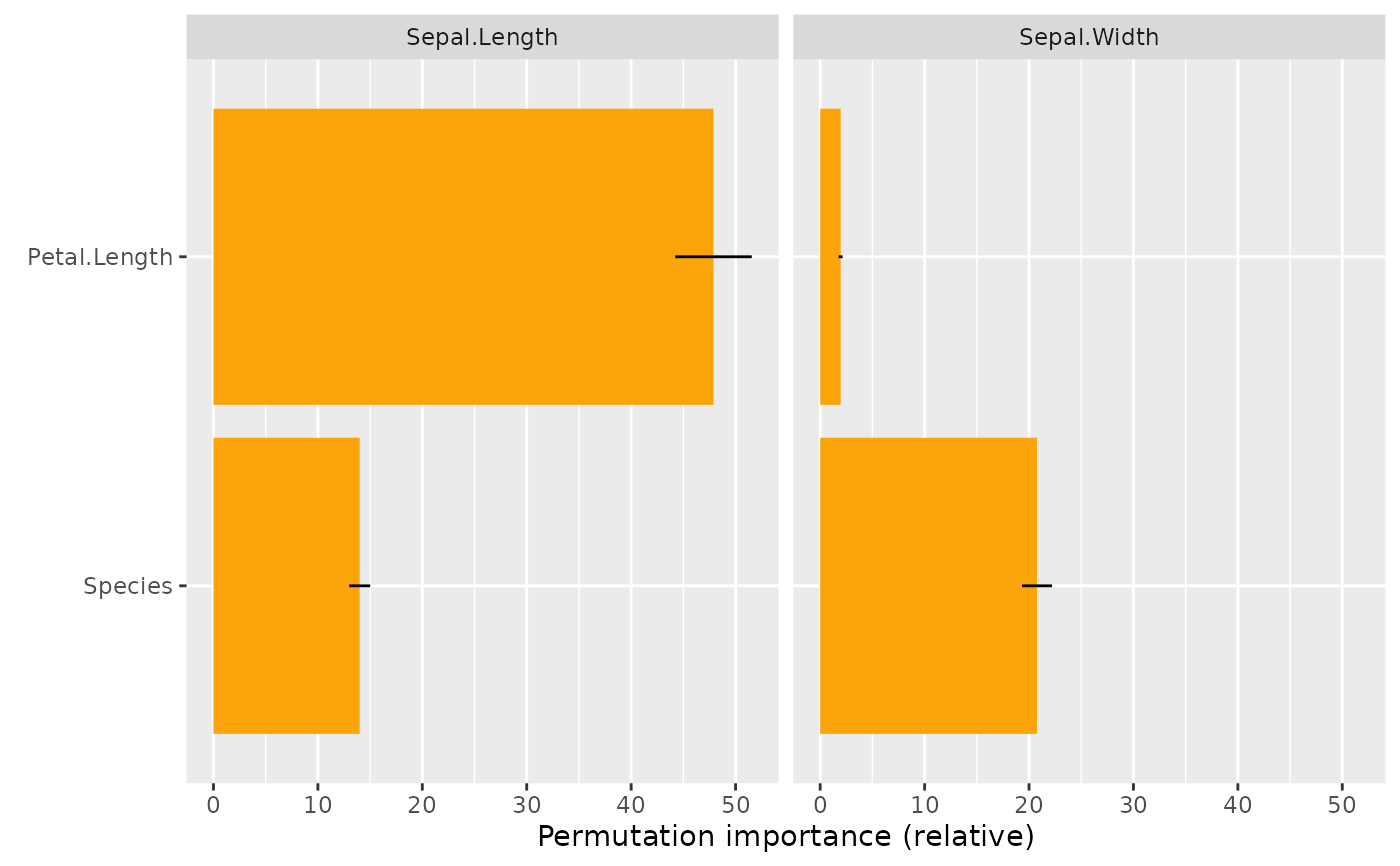 Sepal.Length Sepal.Width
Petal.Length
Species
0 10 20 30 40 50 0 10 20 30 40 50
Permutation importance (relative)